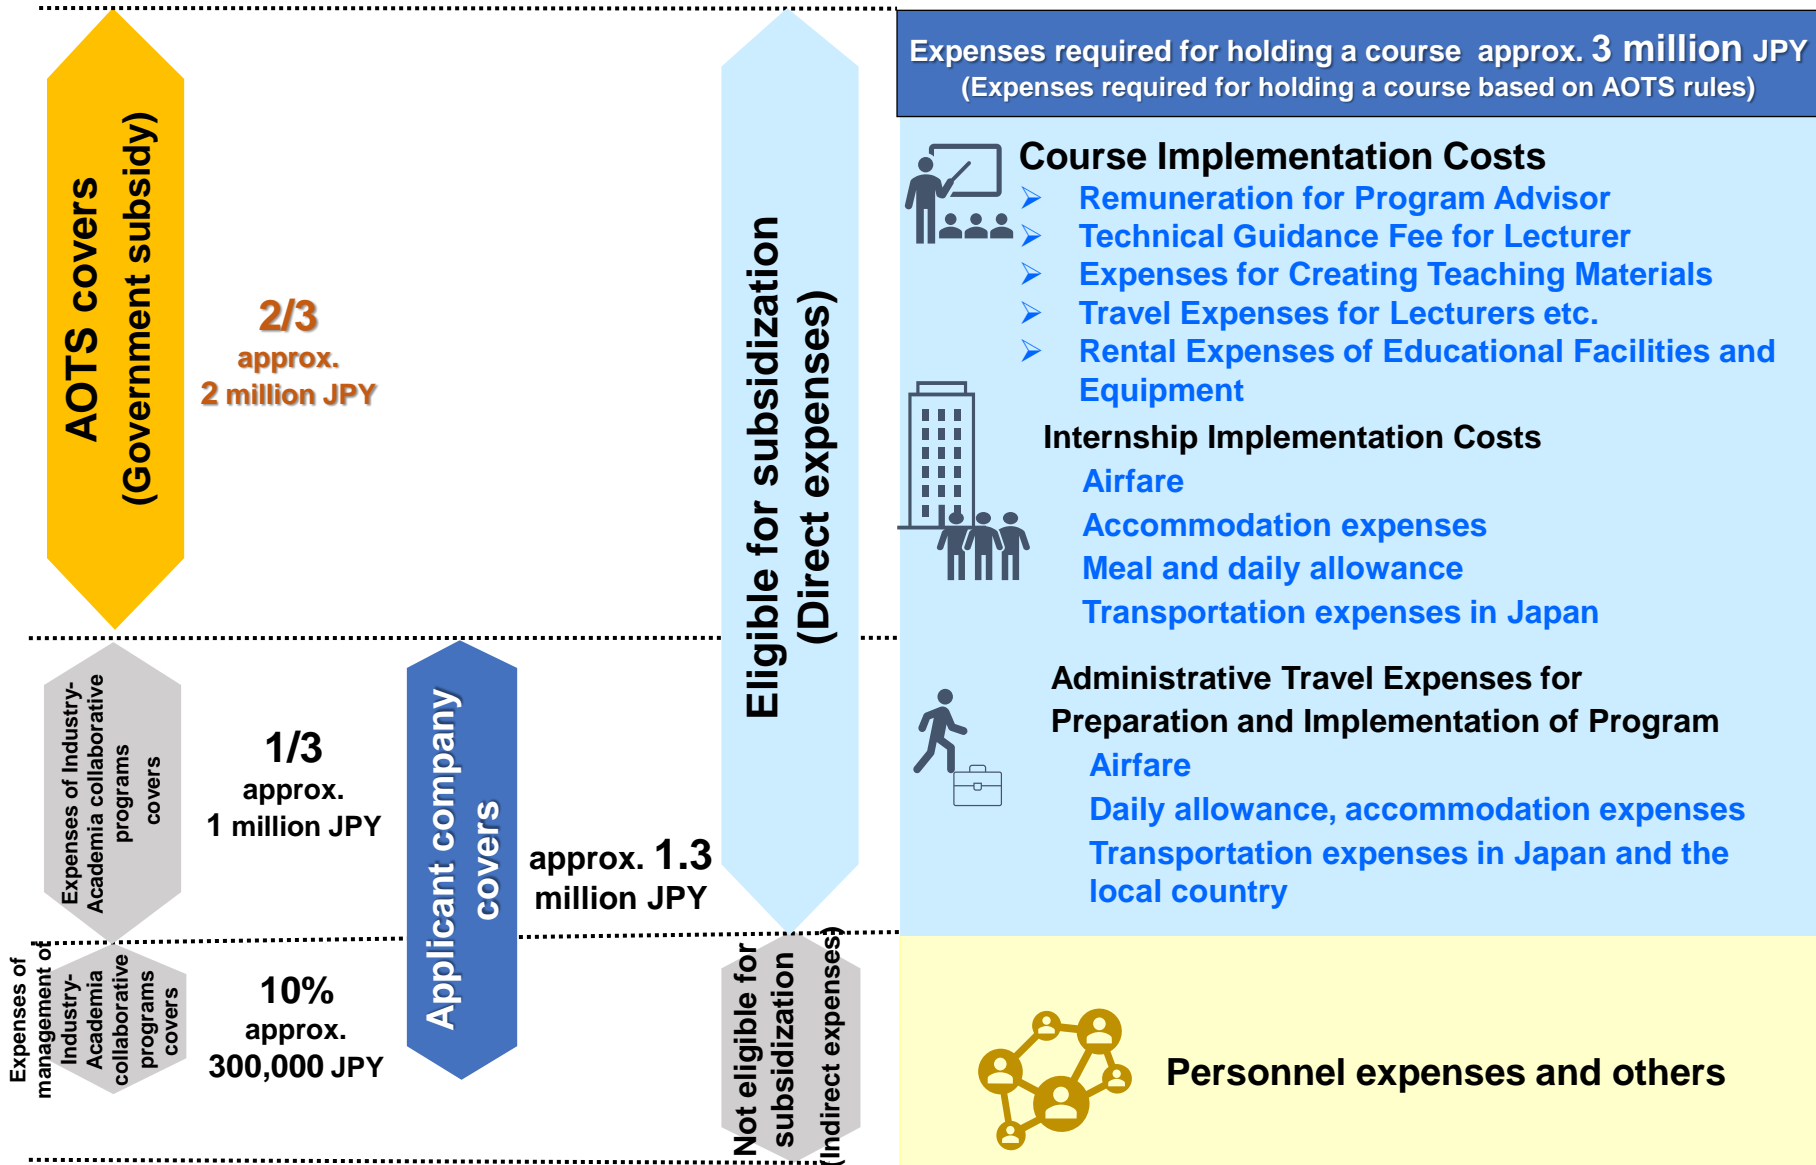 AOTS covers
(Government subsidy)
2/3
approx.
2 million JPY
Expenses of Industry-
Academia collaborative
programs
covers
1/3
approx.
1 million JPY
Expenses of
management of
Industry-
Academia
collaborative
programs
covers
10%
approx.
300,000 JPY
Applicant company
covers
approx. 1.3
million JPY
Eligible for subsidization
(Direct expenses)
Not eligible for
subsidization
(Indirect expenses)
Expenses required for holding a course approx. 3 million JPY
(Expenses required for holding a course based on AOTS rules)
Course Implementation Costs
➢ Remuneration for Program Advisor
➢ Technical Guidance Fee for Lecturer
➢ Expenses for Creating Teaching Materials
➢ Travel Expenses for Lecturers etc.
➢ Rental Expenses of Educational Facilities and
Equipment
Internship Implementation Costs
Airfare
Accommodation expenses
Meal and daily allowance
Transportation expenses in Japan
Administrative Travel Expenses for
Preparation and Implementation of Program
Airfare
Daily allowance, accommodation expenses
Transportation expenses in Japan and the
local country
Personnel expenses and others